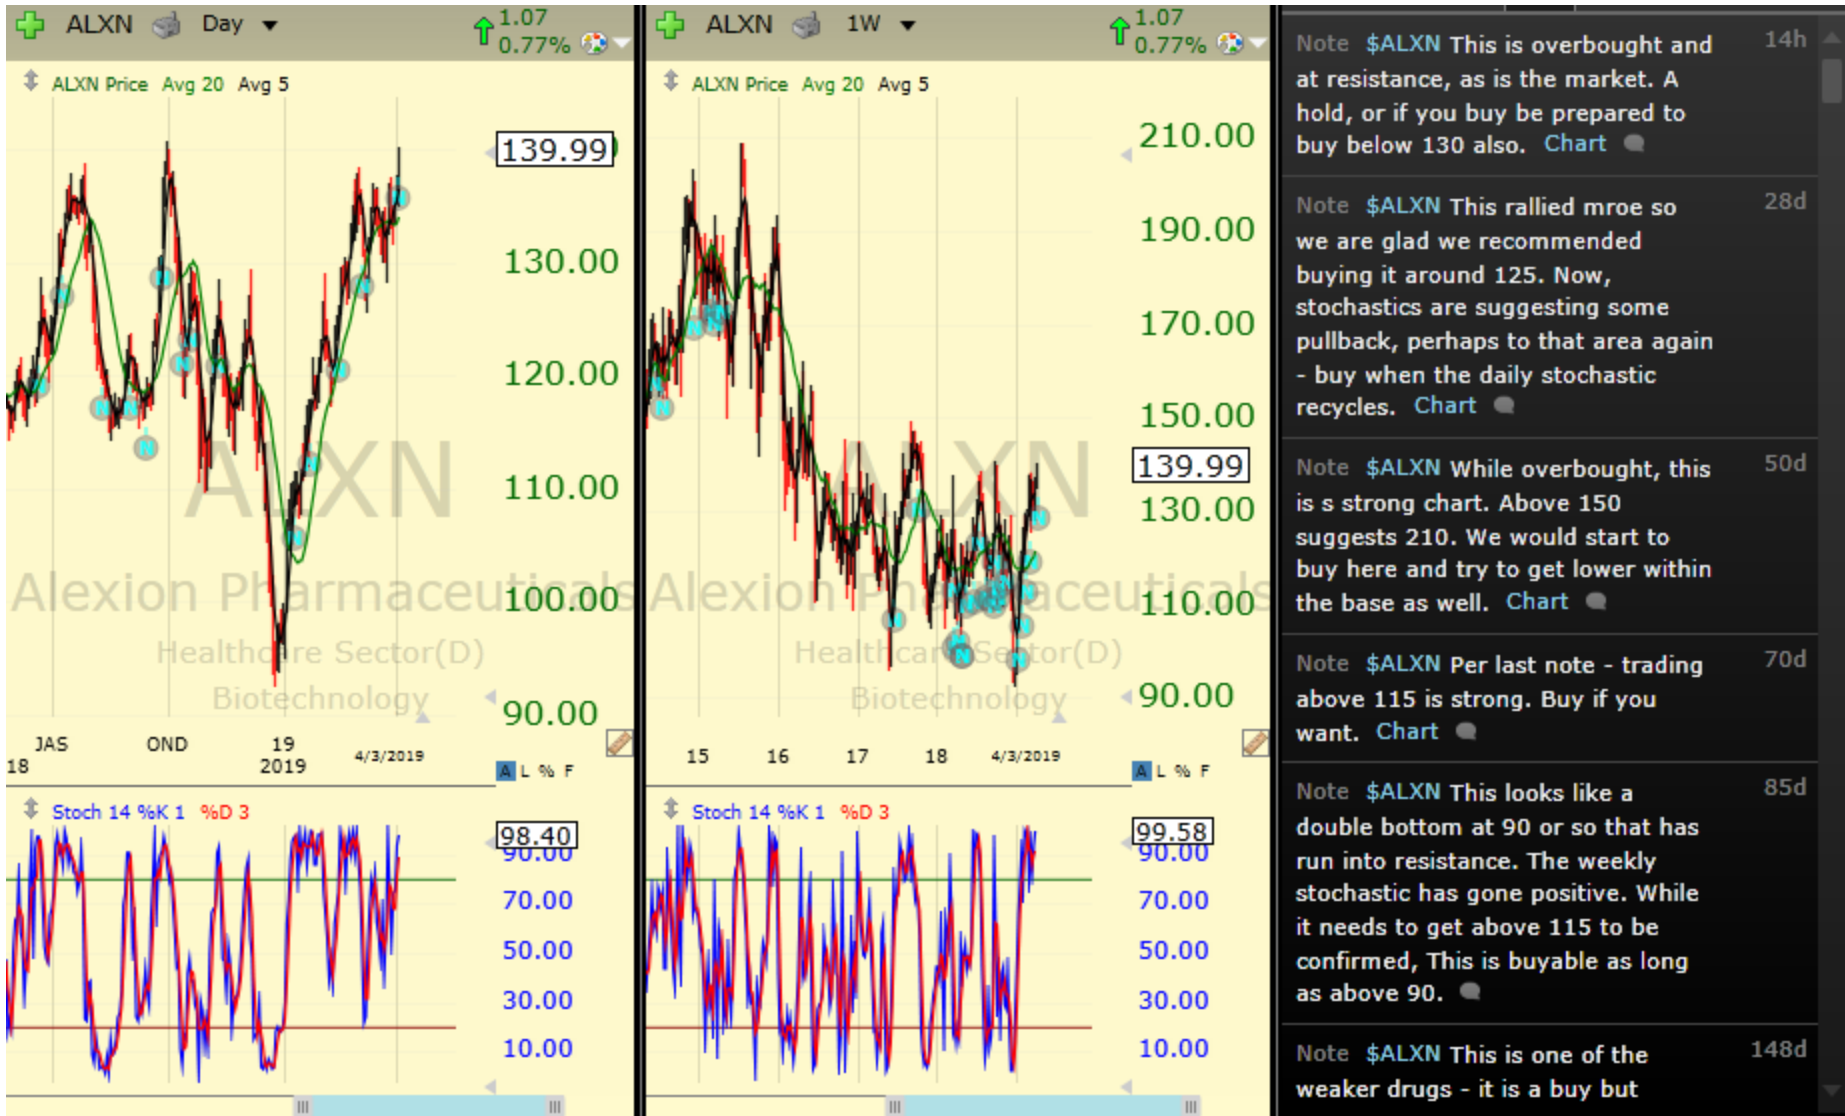 ALXN Day
1.07
0.77%
ALXN Price Avg 20 Avg 5
139.99
130.00
120.00
110.00
100.00
90.00
ALXN
Alexion Pharmaceuticals
Healthcare Sector(D)
Biotechnology
JAS OND 19
18 2019 4/3/2019
A L % F
Stoch 14 %K 1 %D 3
98.40
90.00
70.00
50.00
30.00
10.00
ALXN 1W
1.07
0.77%
ALXN Price Avg 20 Avg 5
210.00
190.00
170.00
150.00
139.99
130.00
110.00
90.00
ALXN
Alexion Pharmaceuticals
Healthcare Sector(D)
Biotechnology
15 16 17 18 4/3/2019
A L % F
Stoch 14 %K 1 %D 3
99.58
90.00
70.00
50.00
30.00
10.00
Note $ALXN This is overbought and 14h
at resistance, as is the market. A
hold, or if you buy be prepared to
buy below 130 also. Chart
Note $ALXN This rallied mroe so 28d
we are glad we recommended
buying it around 125. Now,
stochastics are suggesting some
pullback, perhaps to that area again
- buy when the daily stochastic
recycles. Chart
Note $ALXN While overbought, this 50d
is s strong chart. Above 150
suggests 210. We would start to
buy here and try to get lower within
the base as well. Chart
Note $ALXN Per last note - trading 70d
above 115 is strong. Buy if you
want. Chart
Note $ALXN This looks like a 85d
double bottom at 90 or so that has
run into resistance. The weekly
stochastic has gone positive. While
it needs to get above 115 to be
confirmed, This is buyable as long
as above 90.
Note $ALXN This is one of the 148d
weaker drugs - it is a buy but